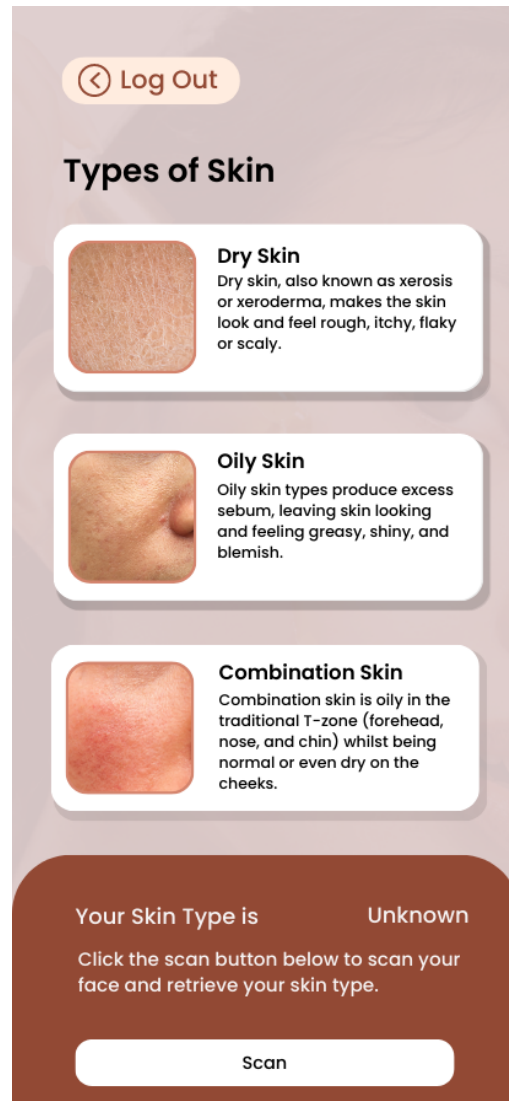 Log Out
Types of Skin
Dry Skin
Dry skin, also known as xerosis
or xeroderma, makes the skin
look and feel rough, itchy, flaky
or scaly.
Oily Skin
Oily skin types produce excess
sebum, leaving skin looking
and feeling greasy, shiny, and
blemish.
Combination Skin
Combination skin is oily in the
traditional T-zone (forehead,
nose, and chin) whilst being
normal or even dry on the
cheeks.
Your Skin Type is Unknown
Click the scan button below to scan your
face and retrieve your skin type.
Scan